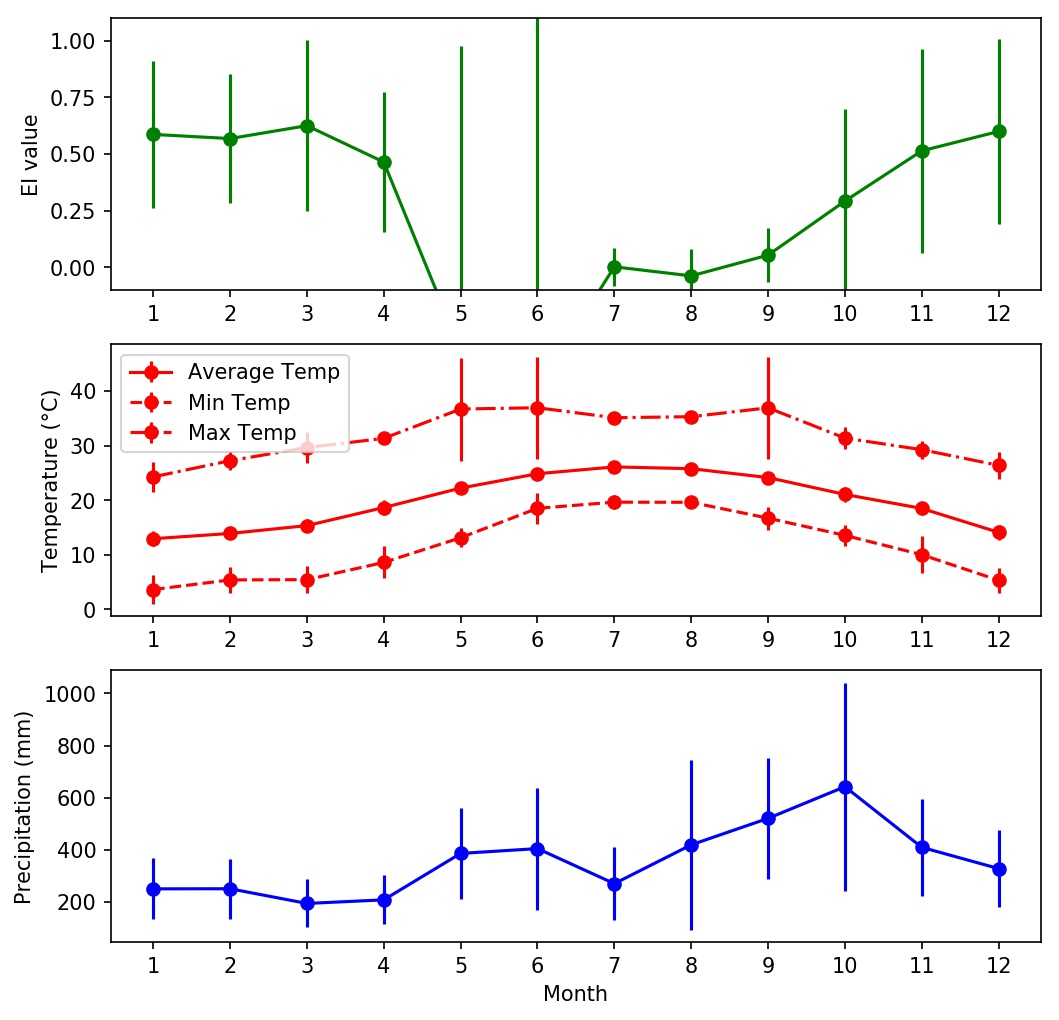 EI value
1.00
0.75
0.50
0.25
0.00
1 2 3 4 5 6 7 8 9 10 11 12
Temperature (°C)
40
30
20
10
0
Average Temp
Min Temp
Max Temp
1 2 3 4 5 6 7 8 9 10 11 12
Precipitation (mm)
1000
800
600
400
200
1 2 3 4 5 6 7 8 9 10 11 12
Month